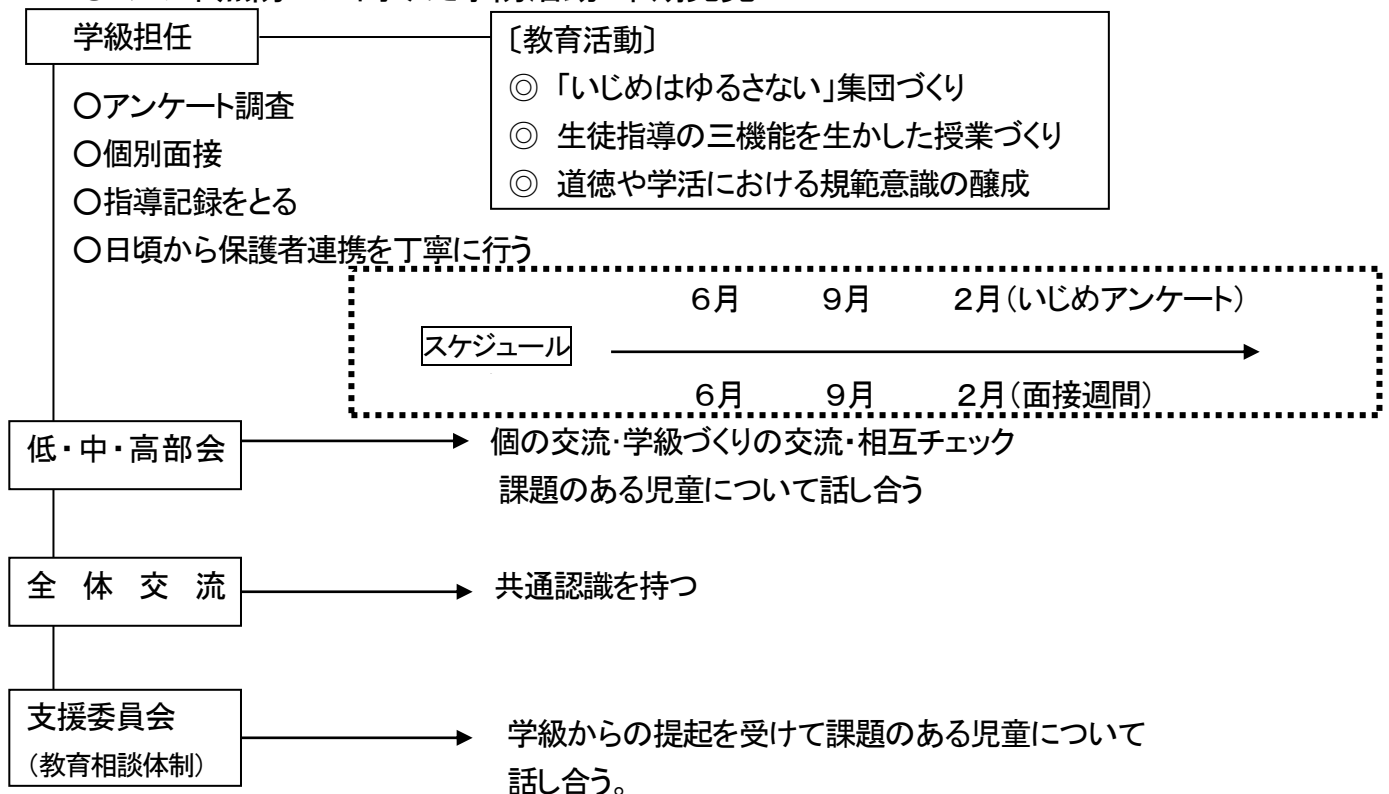 学級担任
〔教育活動〕
◎ 「いじめはゆるさない」集団づくり
◎ 生徒指導の三機能を生かした授業づくり
◎ 道徳や学活における規範意識の醸成
○アンケート調査
○個別面接
○指導記録をとる
○日頃から保護者連携を丁寧に行う
6月 9月 2月(いじめアンケート)
スケジュール
6月 9月 2月(面接週間)
低・中・高部会
個の交流・学級づくりの交流・相互チェック
課題のある児童について話し合う
全体交流
共通認識を持つ
支援委員会
(教育相談体制)
学級からの提起を受けて課題のある児童について
話し合う。